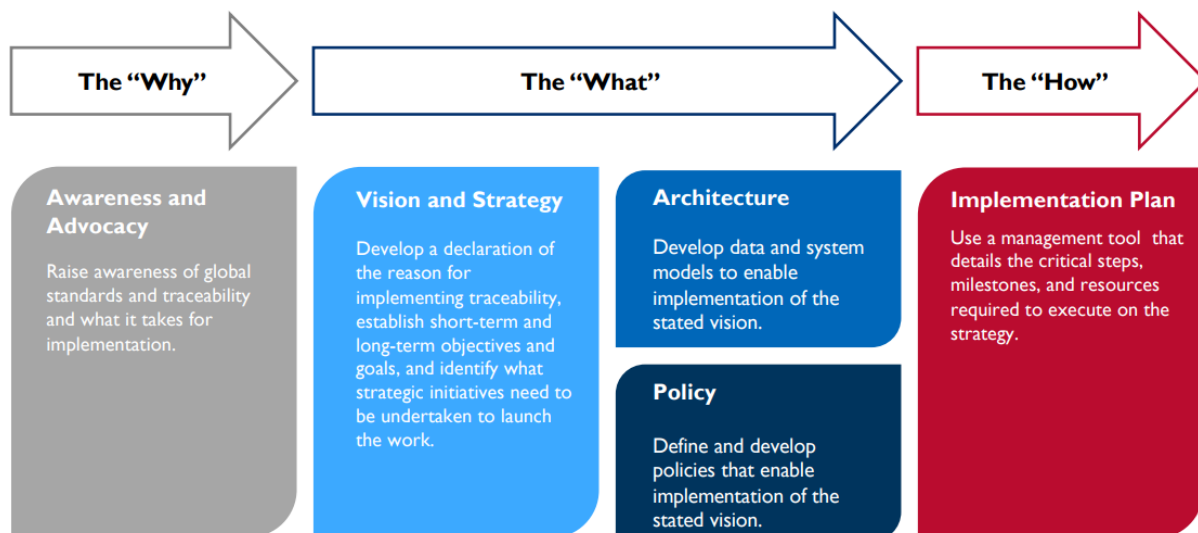 The “Why”
The “What”
The “How”
Awareness and
Advocacy
Raise awareness of global
standards and traceability
and what it takes for
implementation.
Vision and Strategy
Develop a declaration of
the reason for
implementing traceability,
establish short-term and
long-term objectives and
goals, and identify what
strategic initiatives need to
be undertaken to launch
the work.
Architecture
Develop data and system
models to enable
implementation of the
stated vision.
Policy
Define and develop
policies that enable
implementation of the
stated vision.
Implementation Plan
Use a management tool that
details the critical steps,
milestones, and resources
required to execute on the
strategy.